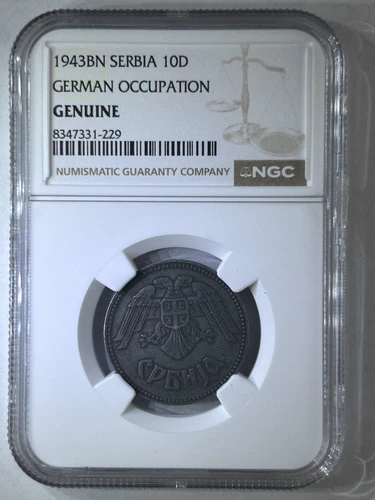 1943BN SERBIA 10D
GERMAN OCCUPATION
GENUINE
8347331-229
NUMISMATIC GUARANTY COMPANY NGC
СРБИЈА